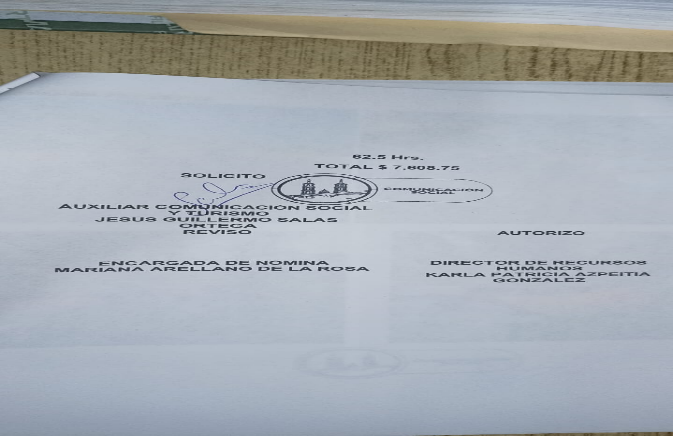 62.5 Hrs.
TOTAL $ 7,808.75
SOLICITO
COMUNICACIÓN
SOCIAL
AUXILIAR COMUNICACION SOCIAL
Y TURISMO
JESUS GUILLERMO SALAS
ORTEGA
REVISO
AUTORIZO
ENCARGADA DE NOMINA
MARIANA ARELLANO DE LA ROSA
DIRECTOR DE RECURSOS
HUMANOS
KARLA PATRICIA AZPEITIA
GONZALEZ